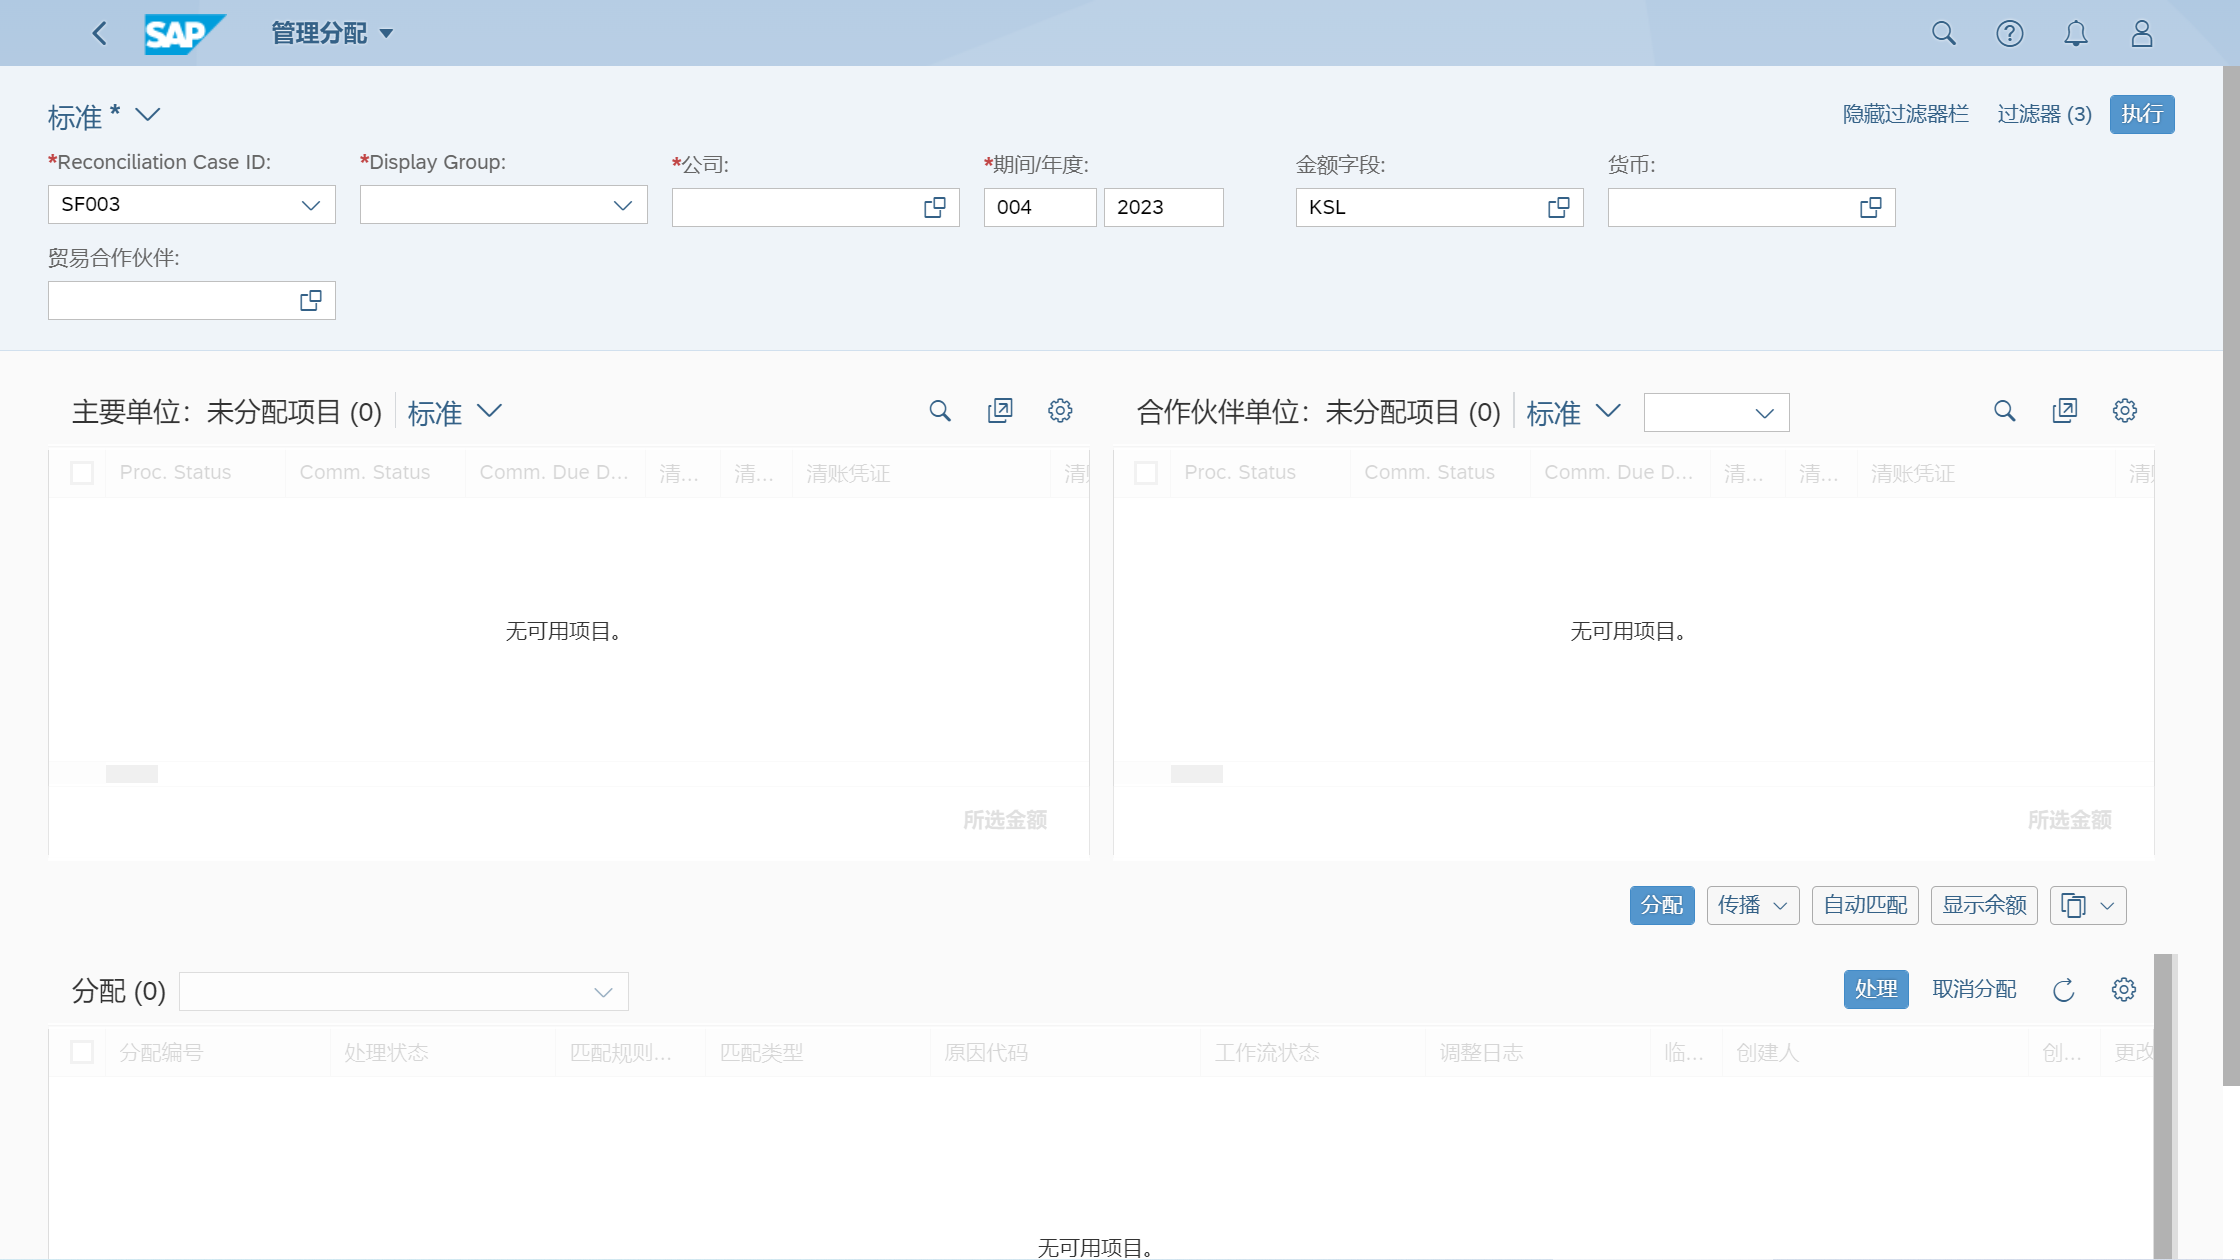 SAP 管理分配
标准 *
隐藏过滤器栏 过滤器 (3) 执行
*Reconciliation Case ID: *Display Group: *公司: *期间/年度: 金额字段: 货币:
SF003 004 2023 KSL
贸易合作伙伴:
主要单位：未分配项目 (0) 标准
合作伙伴单位：未分配项目 (0) 标准
Proc. Status Comm. Status Comm. Due D... 清... 清... 清账凭证
Proc. Status Comm. Status Comm. Due D... 清... 清... 清账凭证
无可用项目。
无可用项目。
所选金额
所选金额
分配 传播 自动匹配 显示余额
分配 (0)
处理 取消分配
分配编号 处理状态 匹配规则... 匹配类型 原因代码 工作流状态 调整日志 临... 创建人 创... 更改
无可用项目。